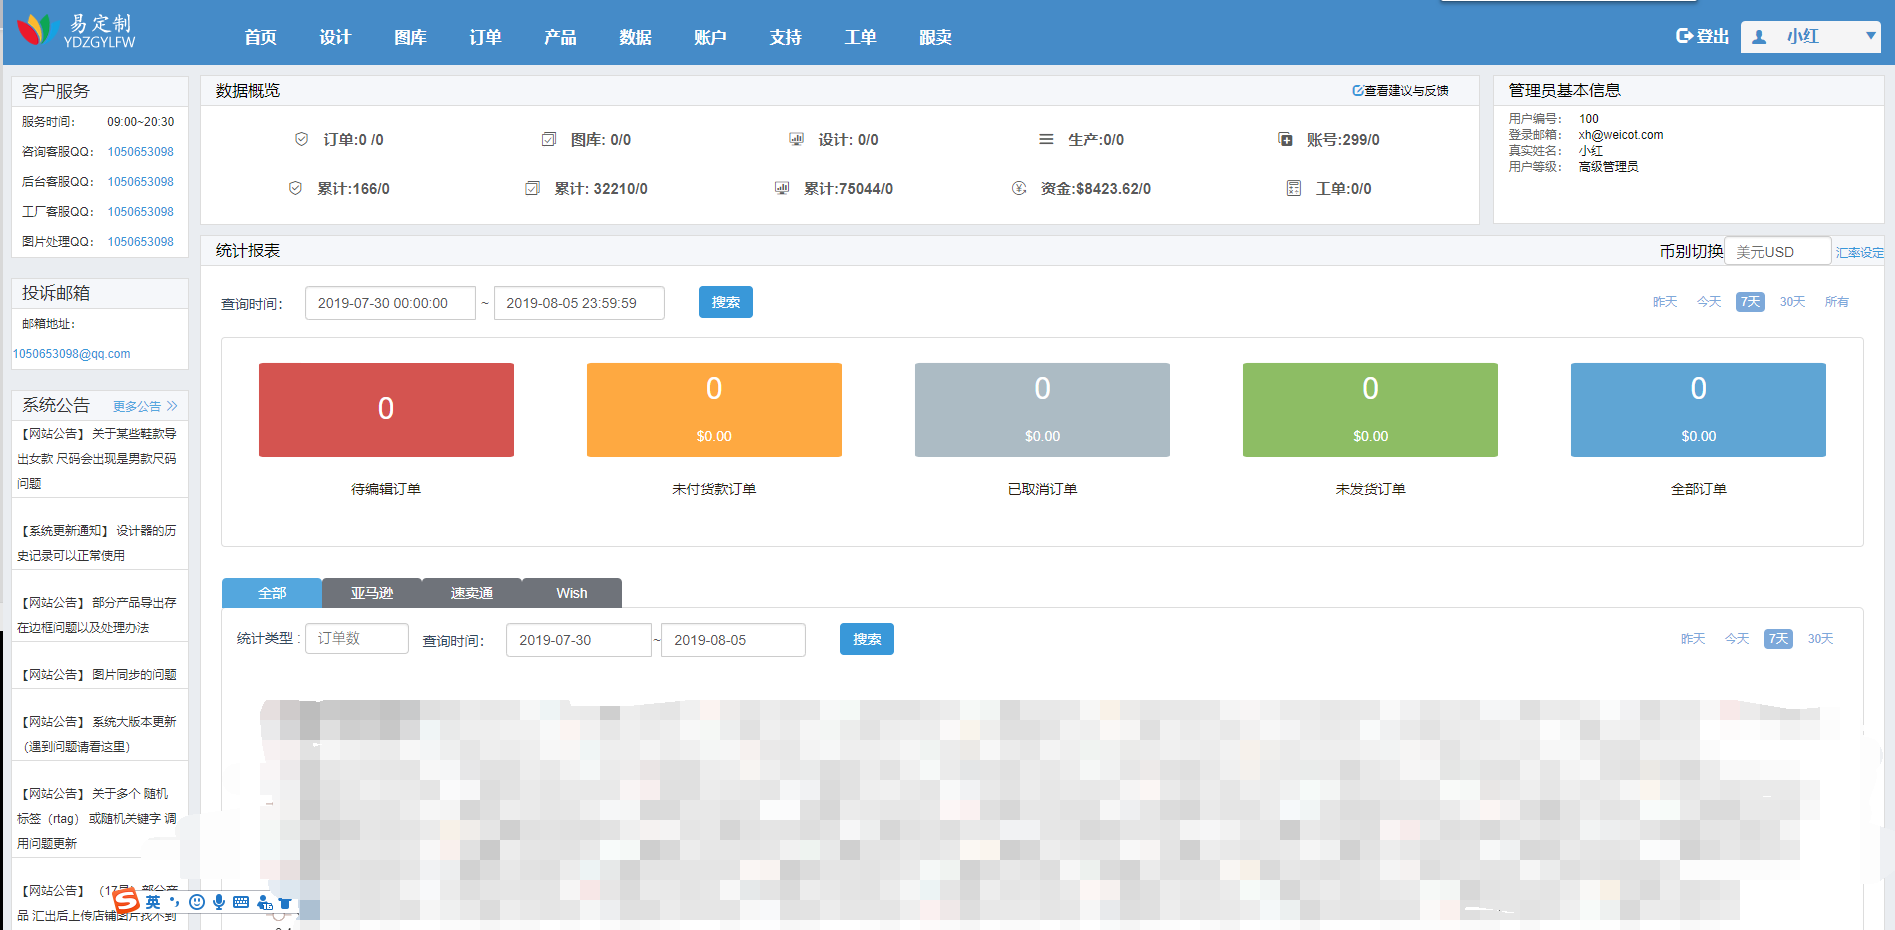 易定制
YDZGYLFW
首页 设计 图库 订单 产品 数据 账户 支持 工单 跟卖
登出 小红
客户服务
服务时间： 09:00~20:30
咨询客服QQ： 1050653098
后台客服QQ： 1050653098
工厂客服QQ： 1050653098
图片处理QQ： 1050653098
投诉邮箱
邮箱地址：
1050653098@qq.com
系统公告 更多公告
【网站公告】 关于某些鞋款导
出女款 尺码会出现是男款尺码
问题
【系统更新通知】 设计器的历
史记录可以正常使用
【网站公告】 部分产品导出存
在边框问题以及处理办法
【网站公告】 图片同步的问题
【网站公告】 系统大版本更新
（遇到问题请看这里）
【网站公告】 关于多个 随机
标签（rtag） 或随机关键字 调
用问题更新
【网站公告】 （17号）部分产
品 汇出后上传店铺图片找不到
英
数据概览 查看建议与反馈
订单:0 /0 图库: 0/0 设计: 0/0 生产:0/0 账号:299/0
累计:166/0 累计: 32210/0 累计:75044/0 资金:$8423.62/0 工单:0/0
管理员基本信息
用户编号： 100
登录邮箱： xh@weicot.com
真实姓名： 小红
用户等级： 高级管理员
统计报表 币别切换 美元USD 汇率设定
查询时间： 2019-07-30 00:00:00 ~ 2019-08-05 23:59:59 搜索 昨天 今天 7天 30天 所有
0 0 0 0 0
$0.00 $0.00 $0.00 $0.00
待编辑订单 未付货款订单 已取消订单 未发货订单 全部订单
全部 亚马逊 速卖通 Wish
统计类型 : 订单数 查询时间： 2019-07-30 ~ 2019-08-05 搜索 昨天 今天 7天 30天